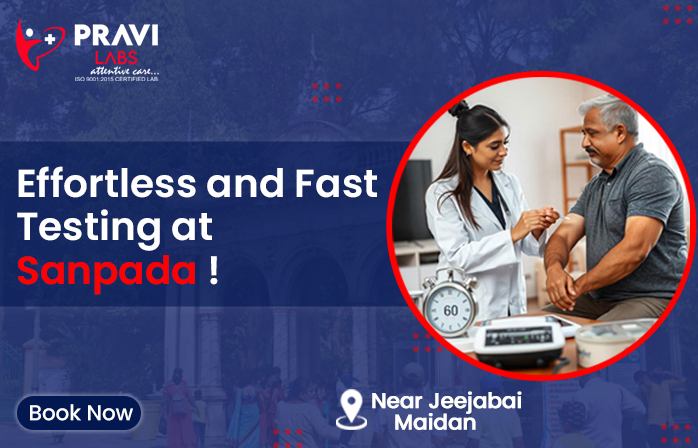 PRAVI
LABS
attentive care...
ISO 9001:2015 CERTIFIED LAB
Effortless and Fast
Testing at
Sanpada !
60
Book Now
Near Jeejabai
Maidan